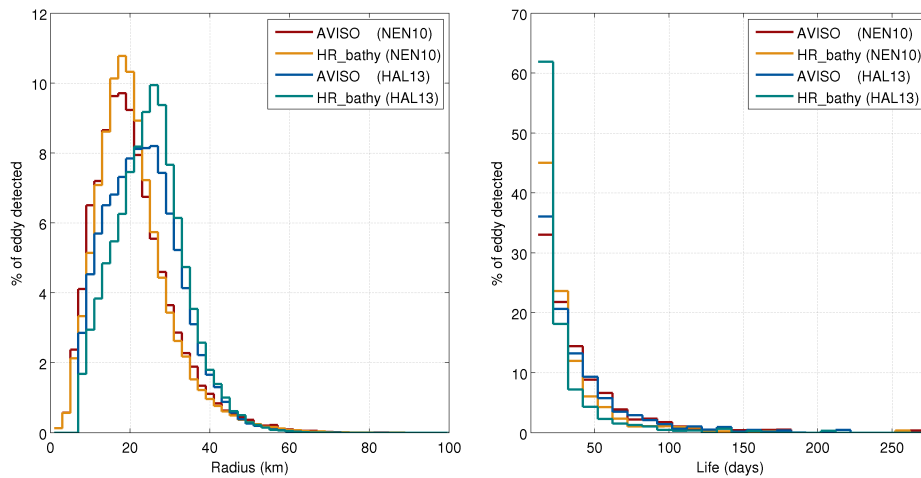 12
10
8
6
4
2
0
0
20
40
60
80
100
% of eddy detected
Radius (km)
AVISO (NEN10)
HR_bathy (NEN10)
AVISO (HAL13)
HR_bathy (HAL13)
70
60
50
40
30
20
10
0
50
100
150
200
250
% of eddy detected
Life (days)
AVISO (NEN10)
HR_bathy (NEN10)
AVISO (HAL13)
HR_bathy (HAL13)